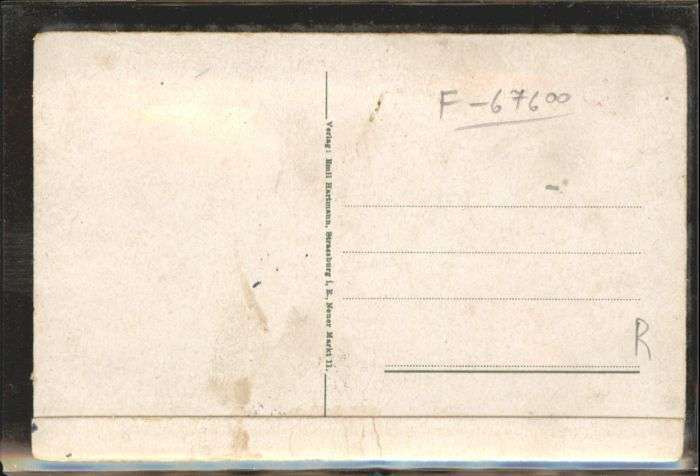 F-67600
Verlag: Emil Hartmann, Strassburg i. E., Neuer Markt 11.
R